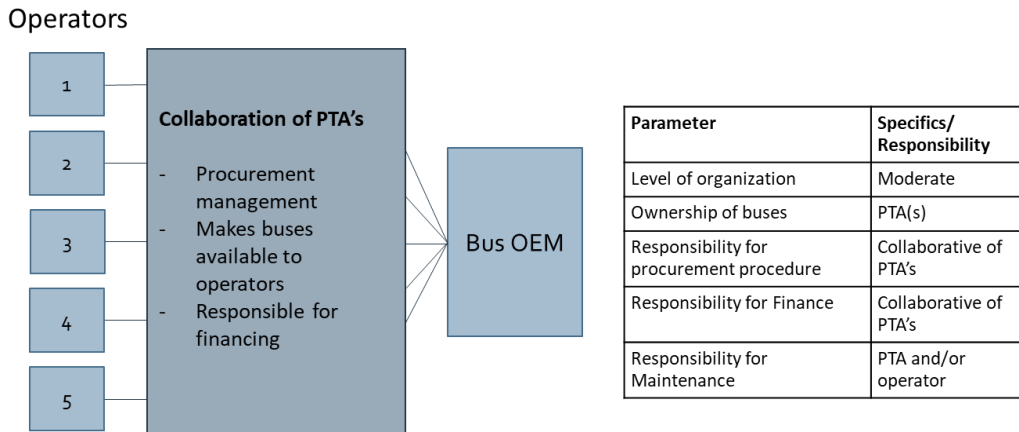 Operators
1
2
3
4
5
Collaboration of PTA's
- Procurement
management
- Makes buses
available to
operators
- Responsible for
financing
Bus OEM
Parameter Specifics/
Responsibility
Level of organization Moderate
Ownership of buses PTA(s)
Responsibility for Collaborative of
procurement procedure PTA's
Responsibility for Finance Collaborative of
PTA's
Responsibility for PTA and/or
Maintenance operator